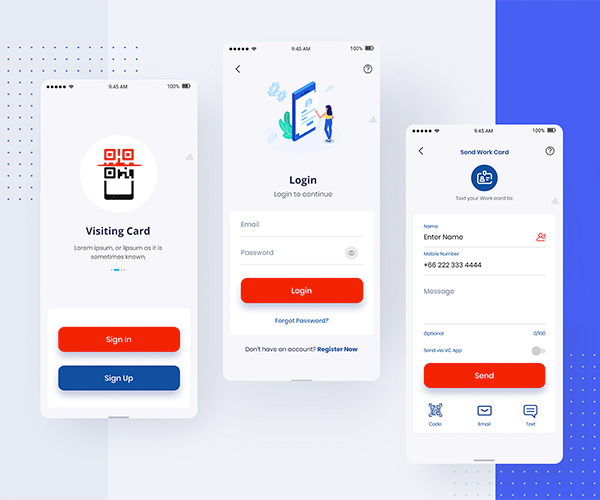 9:45 AM
100%
Visiting Card
Lorem ipsum, or lipsum as it is
sometimes known,
Sign In
Sign Up
9:45 AM
100%
Login
Login to continue
Email
Password
Login
Forgot Password?
Don't have an account? Register Now
9:45 AM
100%
Send Work Card
Text your Work card to:
Name
Enter Name
Mobile Number
+66 222 333 4444
Message
Optional
0/100
Send via VC App
Send
Code
Email
Text